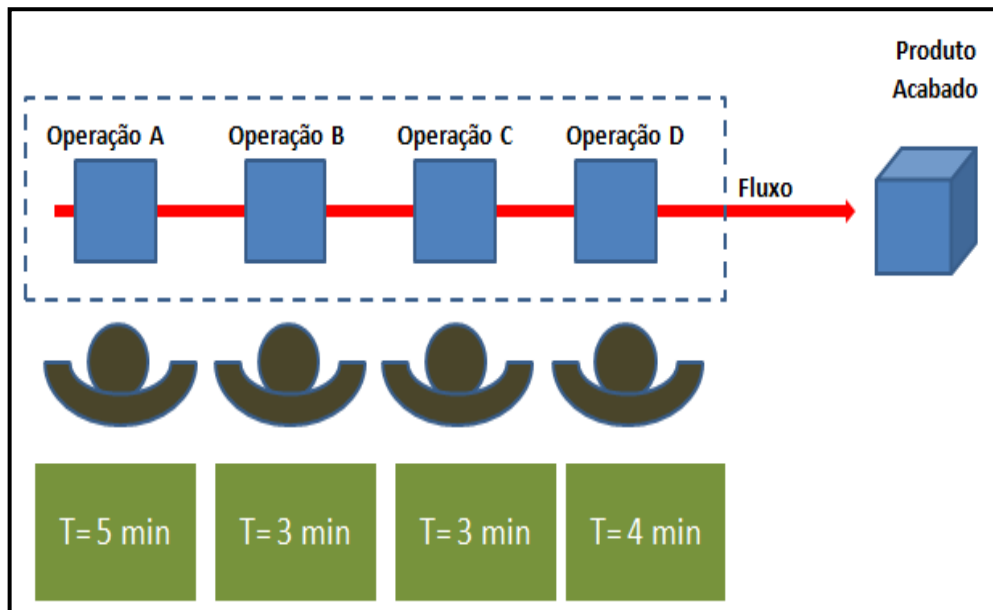 Produto
Acabado
Operação A
Operação B
Operação C
Operação D
Fluxo
T= 5 min
T= 3 min
T= 3 min
T= 4 min